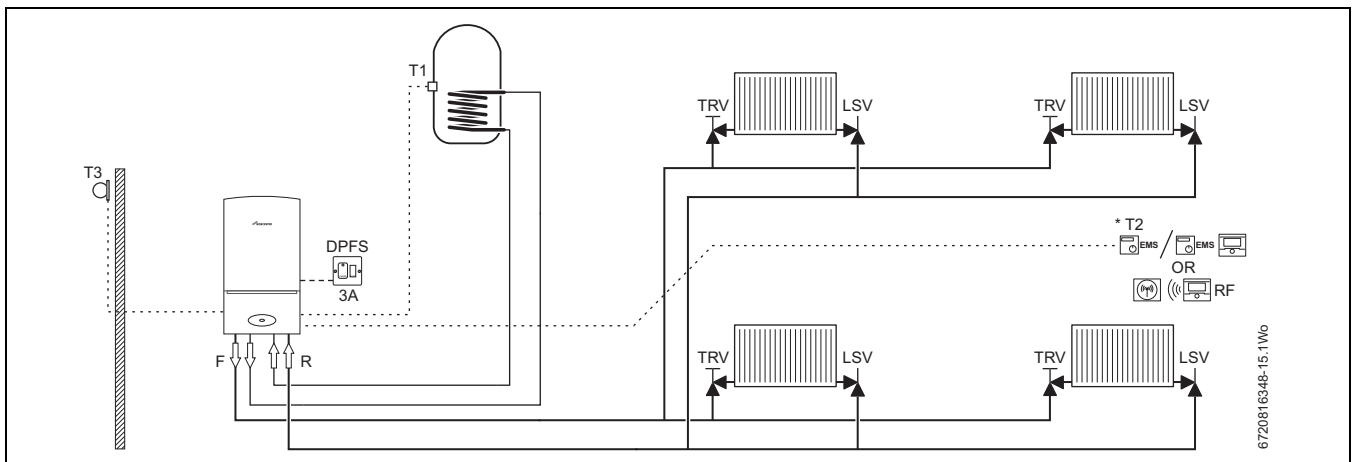 T1
TRV LSV TRV LSV
T3
* T2
EMS / EMS
DPFS
OR
3A
RF
F R
TRV LSV TRV LSV
6720816348-15.1Wo